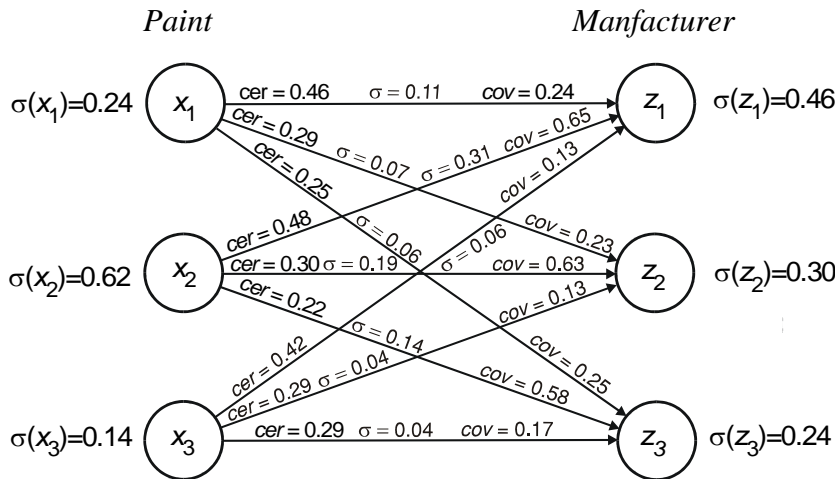 Paint Manfacturer
σ(x1)=0.24 x1 cer = 0.46 σ = 0.11 cov = 0.24 z1 σ(z1)=0.46
cer = 0.29 σ = 0.07 cov = 0.23
cer = 0.25 σ = 0.06 cov = 0.25
σ(x2)=0.62 x2 cer = 0.48 σ = 0.31 cov = 0.65
cer = 0.30 σ = 0.19 cov = 0.63 z2 σ(z2)=0.30
cer = 0.22 σ = 0.14 cov = 0.58
σ(x3)=0.14 x3 cer = 0.42 σ = 0.06 cov = 0.13
cer = 0.29 σ = 0.04 cov = 0.13
cer = 0.29 σ = 0.04 cov = 0.17 z3 σ(z3)=0.24